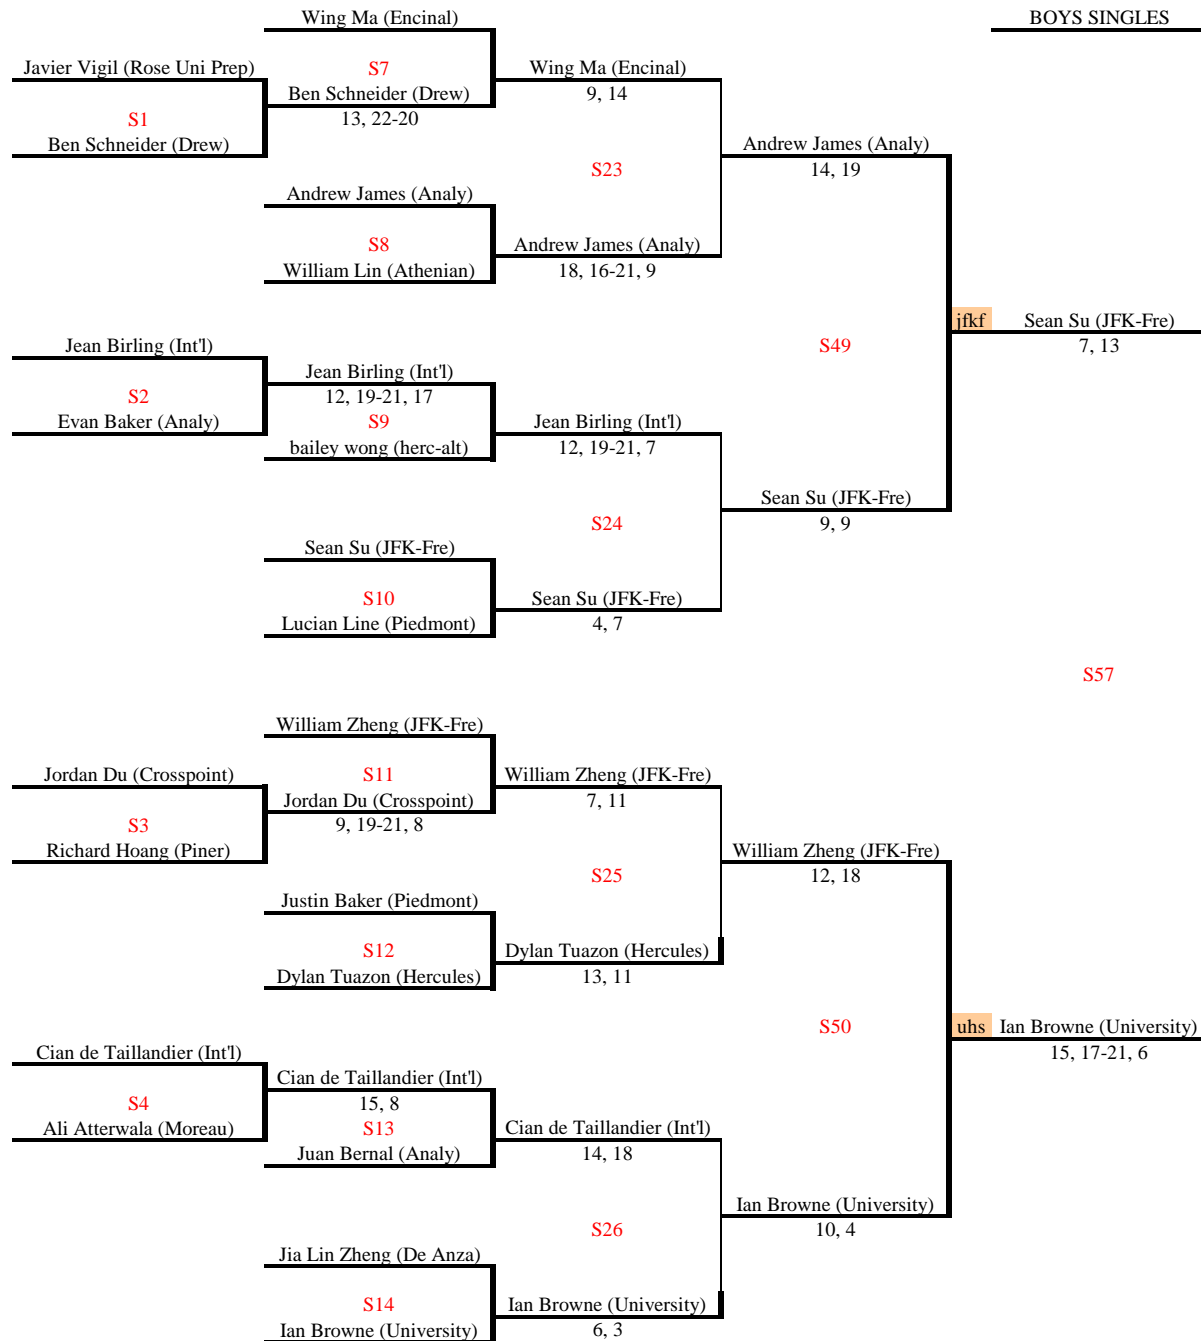 Wing Ma (Encinal)
BOYS SINGLES
Javier Vigil (Rose Uni Prep)
S7
Wing Ma (Encinal)
Ben Schneider (Drew)
9, 14
S1
13, 22-20
Ben Schneider (Drew)
Andrew James (Analy)
S23
14, 19
Andrew James (Analy)
S8
Andrew James (Analy)
William Lin (Athenian)
18, 16-21, 9
jfkf
Sean Su (JFK-Fre)
Jean Birling (Int'l)
S49
7, 13
Jean Birling (Int'l)
S2
12, 19-21, 17
Evan Baker (Analy)
S9
Jean Birling (Int'l)
bailey wong (herc-alt)
12, 19-21, 7
Sean Su (JFK-Fre)
S24
9, 9
Sean Su (JFK-Fre)
S10
Sean Su (JFK-Fre)
Lucian Line (Piedmont)
4, 7
S57
William Zheng (JFK-Fre)
Jordan Du (Crosspoint)
S11
William Zheng (JFK-Fre)
Jordan Du (Crosspoint)
7, 11
S3
9, 19-21, 8
Richard Hoang (Piner)
William Zheng (JFK-Fre)
S25
12, 18
Justin Baker (Piedmont)
S12
Dylan Tuazon (Hercules)
Dylan Tuazon (Hercules)
13, 11
S50
uhs
Ian Browne (University)
Cian de Taillandier (Int'l)
15, 17-21, 6
Cian de Taillandier (Int'l)
S4
15, 8
Ali Atterwala (Moreau)
S13
Cian de Taillandier (Int'l)
Juan Bernal (Analy)
14, 18
Ian Browne (University)
S26
10, 4
Jia Lin Zheng (De Anza)
S14
Ian Browne (University)
Ian Browne (University)
6, 3